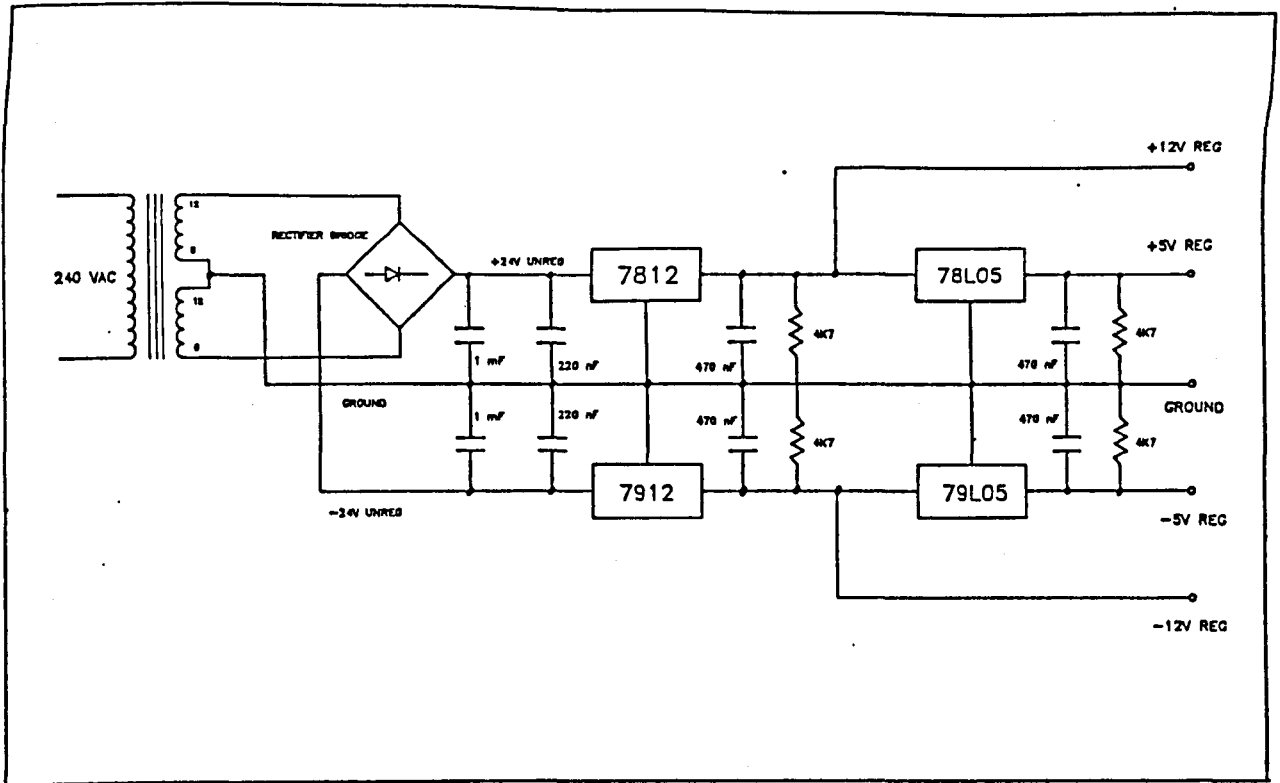 +12V REG
12
RECTIFIER BRIDGE
0
+24V UNREG
7812
78L05
+5V REG
240 VAC
12
0
1 mF
220 nF
470 nF
4K7
470 nF
4K7
GROUND
GROUND
1 mF
220 nF
470 nF
4K7
470 nF
4K7
7912
79L05
-24V UNREG
-5V REG
-12V REG